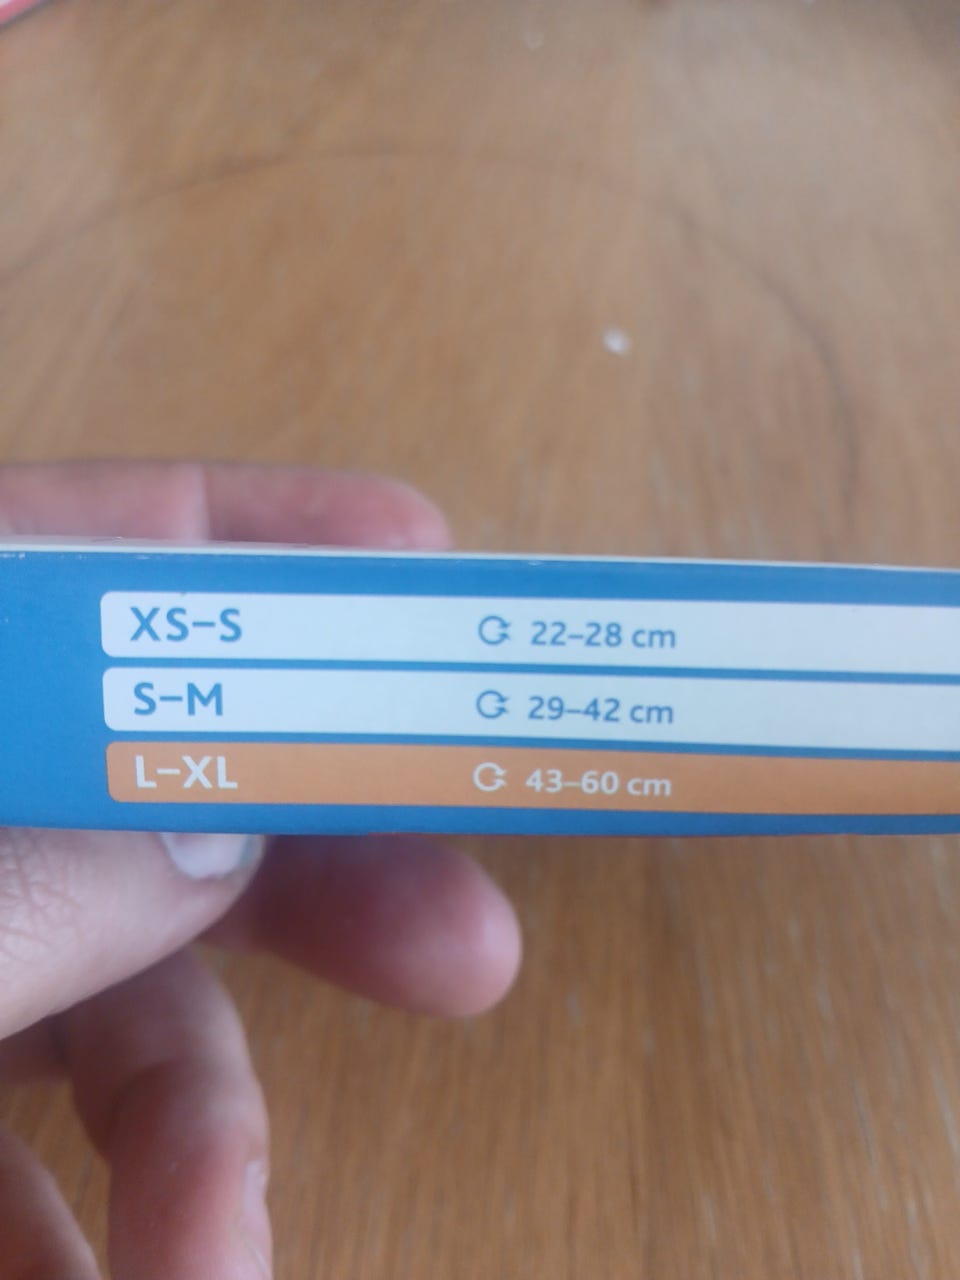 XS–S 22–28 cm
S–M 29–42 cm
L–XL 43–60 cm